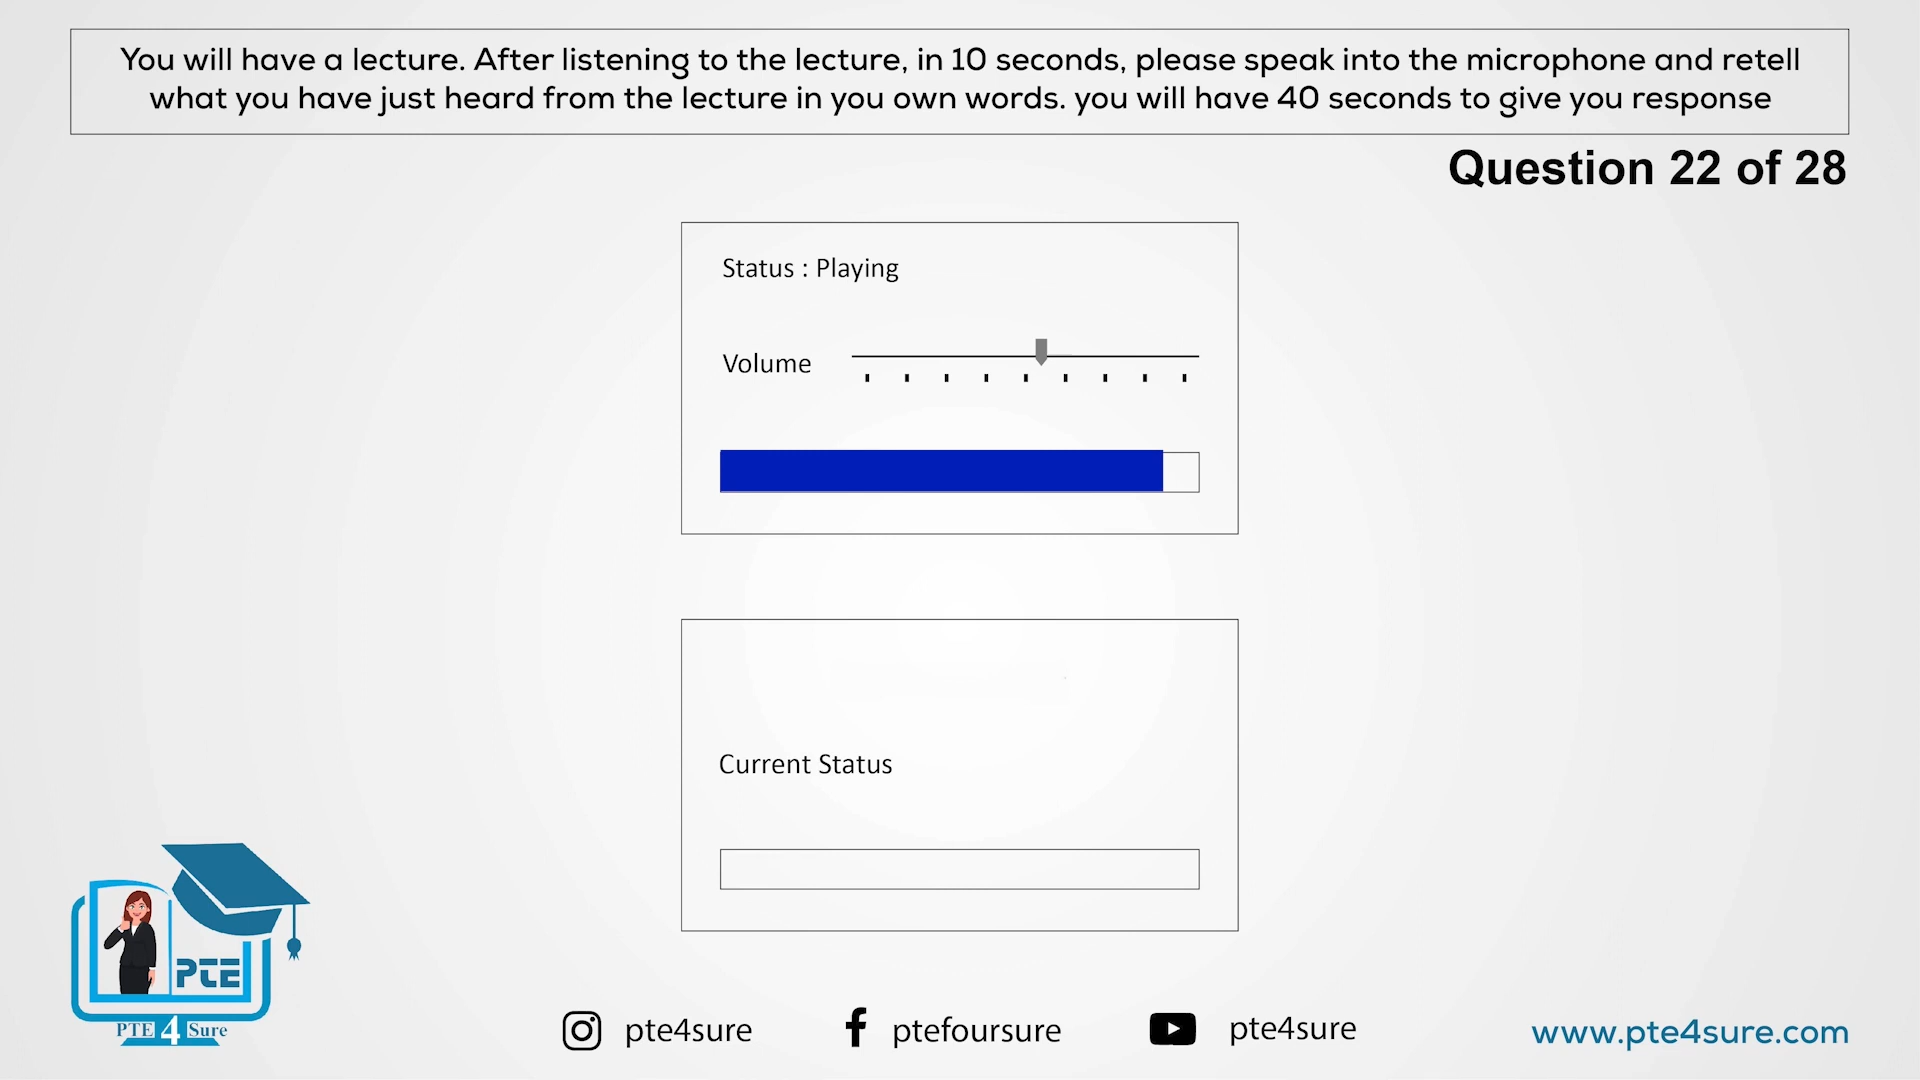 You will have a lecture. After listening to the lecture, in 10 seconds, please speak into the microphone and retell
what you have just heard from the lecture in you own words. you will have 40 seconds to give you response
Question 22 of 28
Status : Playing
Volume
Current Status
PTE
PTE 4 Sure
pte4sure
ptefoursure
pte4sure
www.pte4sure.com